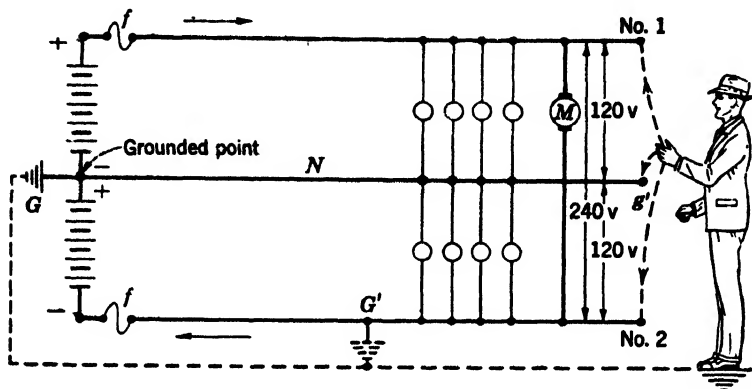 f
No. 1
+
M
120 v
−
Grounded point
+
N
G
g'
240 v
120 v
−
f
G'
No. 2